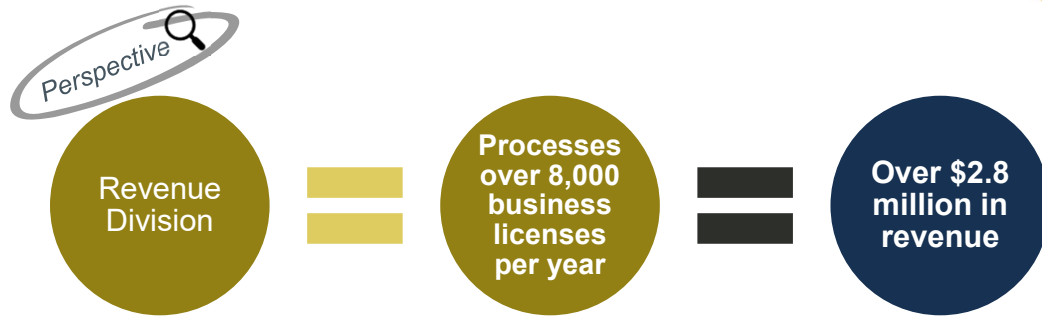 Perspective
Revenue
Division
Processes
over 8,000
business
licenses
per year
Over $2.8
million in
revenue